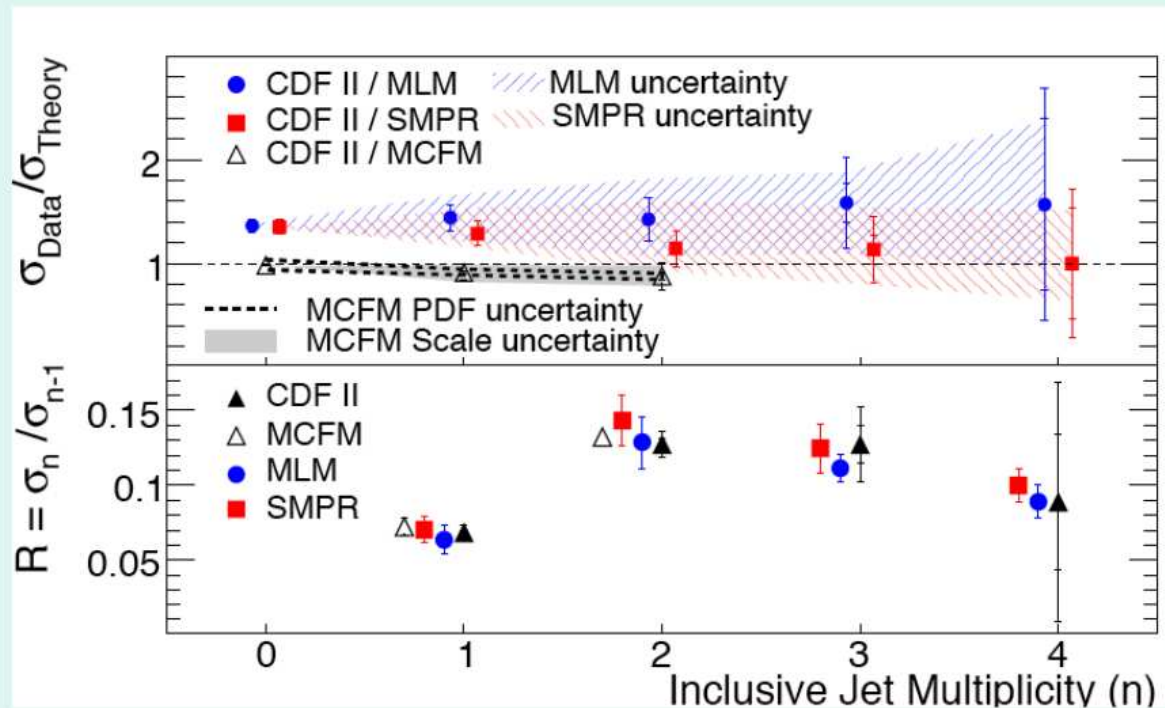 σData/σTheory
CDF II / MLM
MLM uncertainty
CDF II / SMPR
SMPR uncertainty
CDF II / MCFM
2
1
MCFM PDF uncertainty
MCFM Scale uncertainty
R = σn/σn-1
CDF II
0.15
MCFM
MLM
0.1
SMPR
0.05
0 1 2 3 4
Inclusive Jet Multiplicity (n)